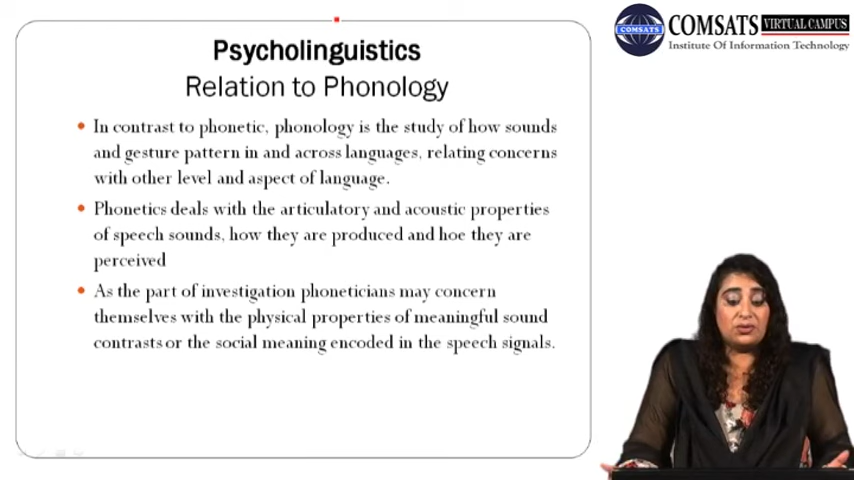 Psycholinguistics
Relation to Phonology
In contrast to phonetic, phonology is the study of how sounds
and gesture pattern in and across languages, relating concerns
with other level and aspect of language.
Phonetics deals with the articulatory and acoustic properties
of speech sounds, how they are produced and hoe they are
perceived
As the part of investigation phoneticians may concern
themselves with the physical properties of meaningful sound
contrasts or the social meaning encoded in the speech signals.
COMSATS
COMSATS VIRTUAL CAMPUS
Institute Of Information Technology